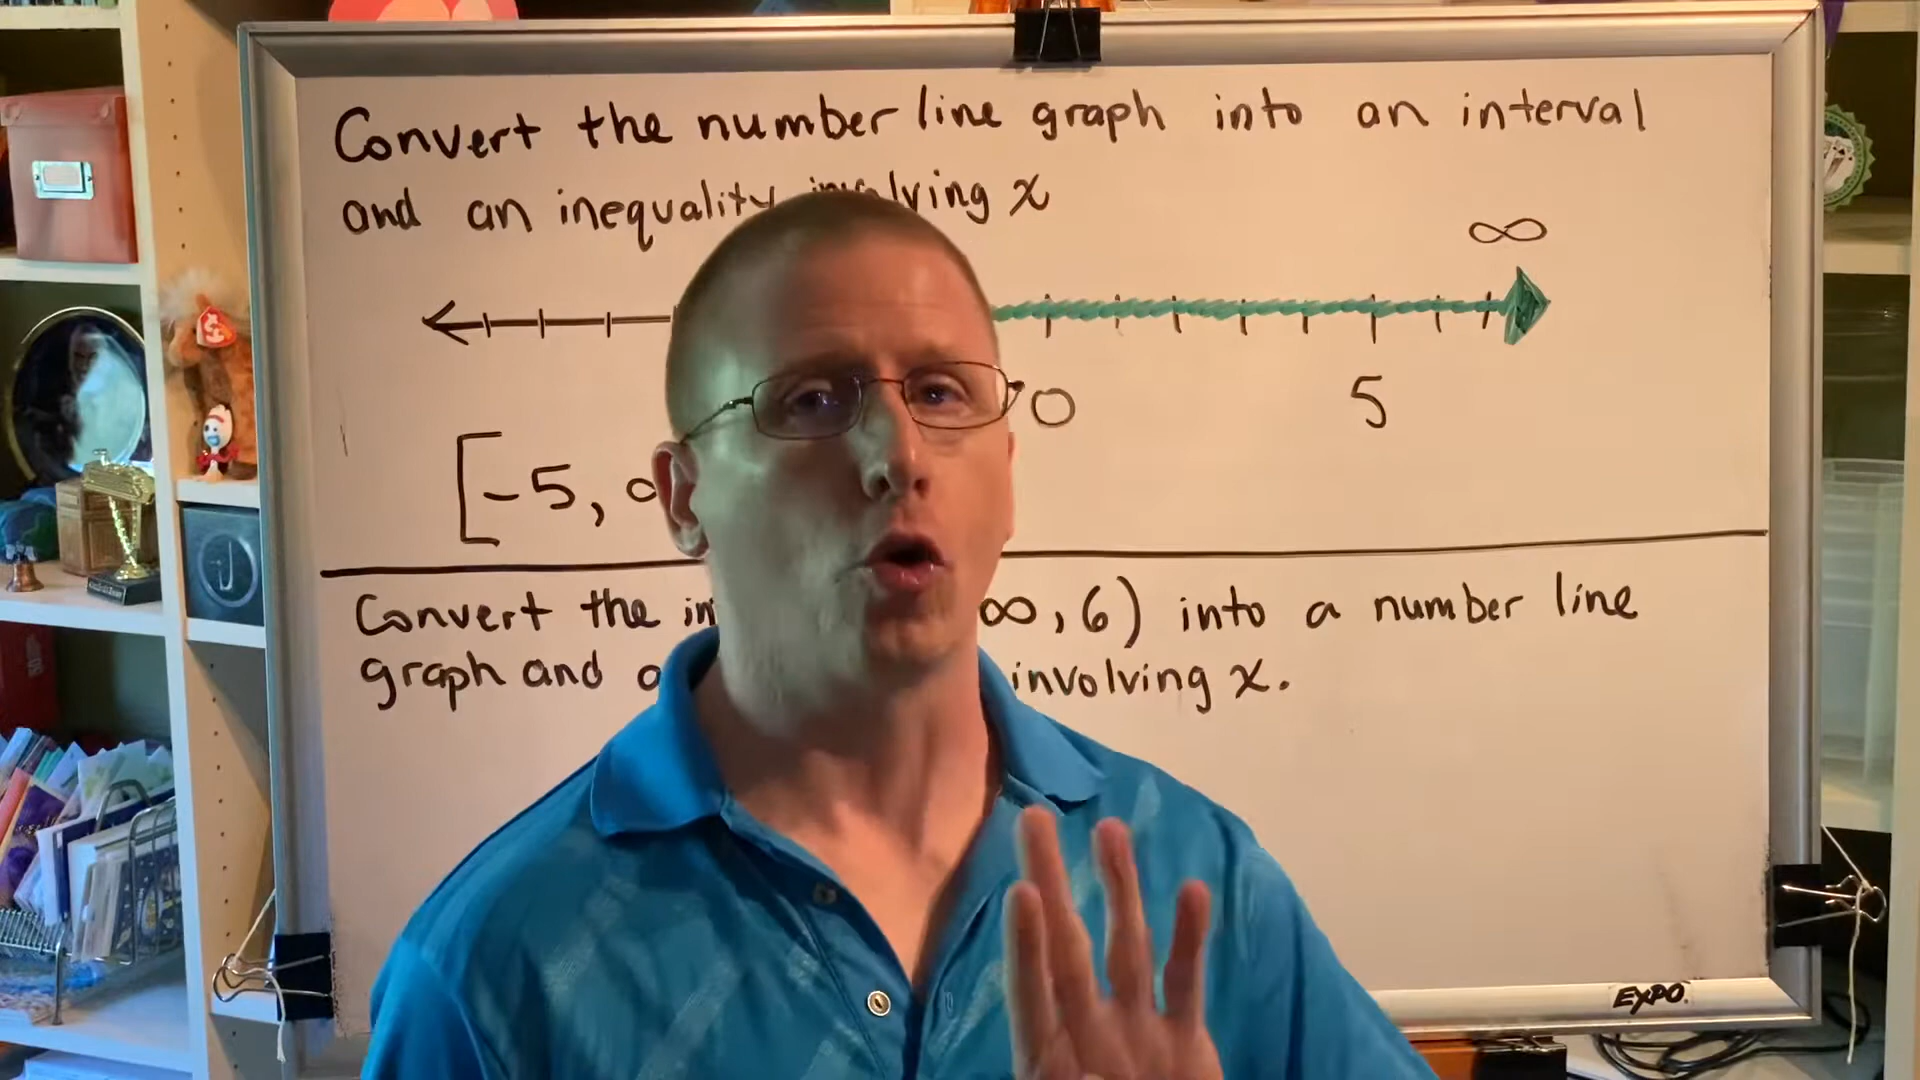 Convert the number line graph into an interval
and an inequality involving x
∞
0 5
[-5, ∞
Convert the in ∞, 6) into a number line
graph and a involving x.
EXPO
J